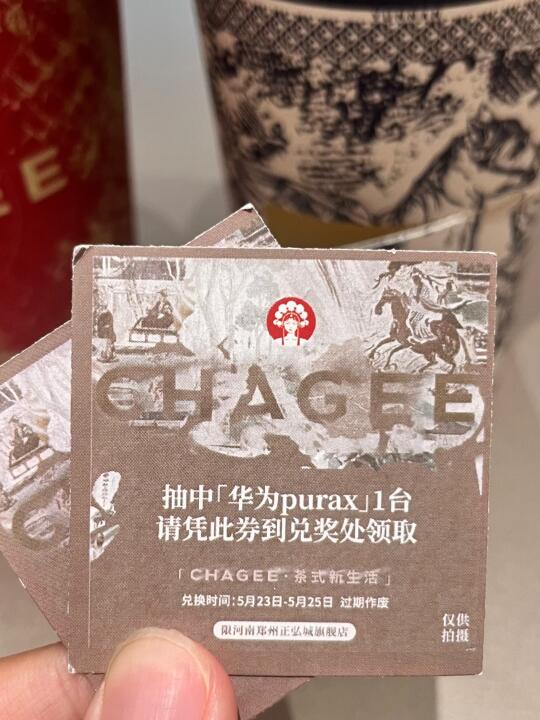 EE
CHAGEE
抽中「华为purax」1台
请凭此券到兑奖处领取
「CHAGEE·茶式新生活」
兑换时间:5月23日-5月25日 过期作废
限河南郑州正弘城旗舰店
仅供
拍摄